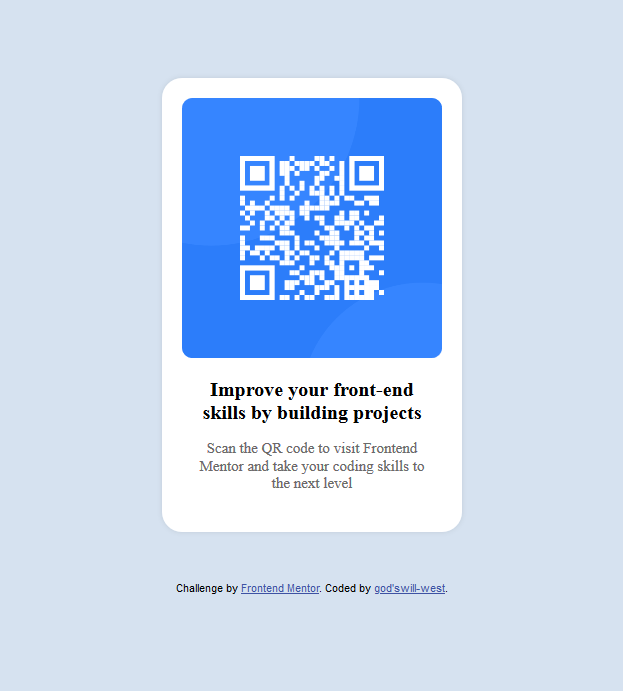 Improve your front-end
skills by building projects
Scan the QR code to visit Frontend
Mentor and take your coding skills to
the next level
Challenge by Frontend Mentor. Coded by god'swill-west.